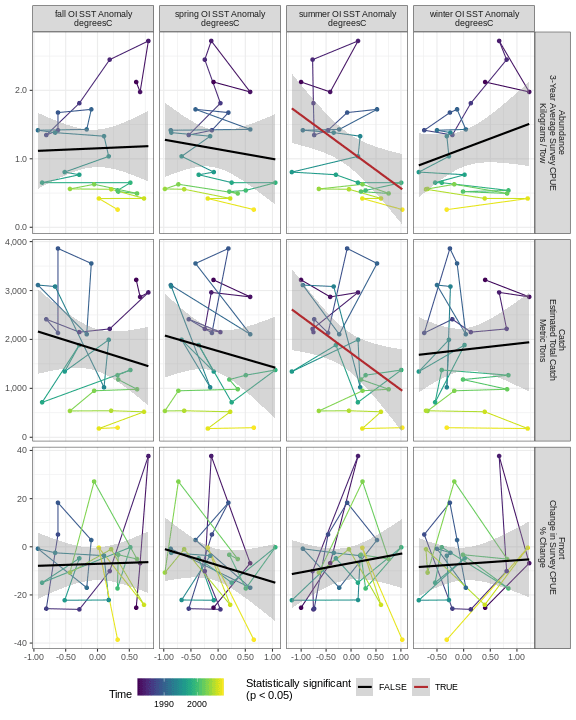 fall OI SST Anomaly
degreesC
spring OI SST Anomaly
degreesC
summer OI SST Anomaly
degreesC
winter OI SST Anomaly
degreesC
2.0
1.0
0.0
Abundance
3-Year Average Survey CPUE
Kilograms / Tow
4,000
3,000
2,000
1,000
0
Catch
Estimated Total Catch
Metric Tons
40
20
0
-20
-40
Fmort
Change in Survey CPUE
% Change
-1.00 -0.50 0.00 0.50
-1.00 -0.50 0.00 0.50 1.00
-1.00 -0.50 0.00 0.50 1.00
-0.50 0.00 0.50 1.00
Time
1990 2000
Statistically significant
(p < 0.05)
FALSE
TRUE